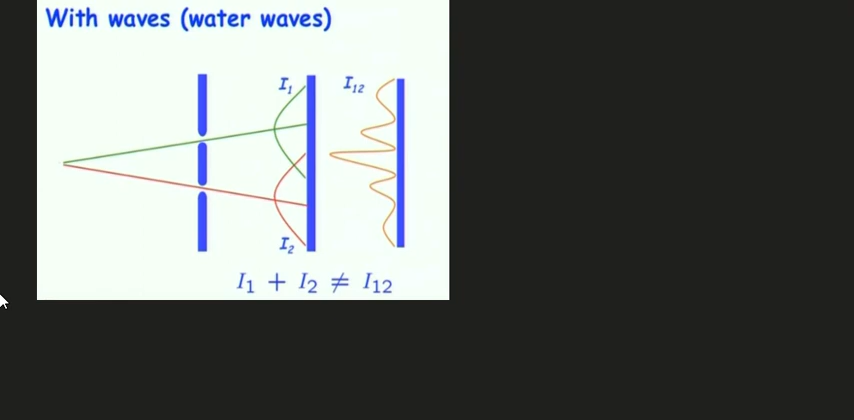 With waves (water waves)
I₁ I₁₂
I₂
I₁ + I₂ ≠ I₁₂